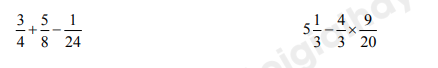 3/4 + 5/8 − 1/24    5 1/3 − 4/3 × 9/20